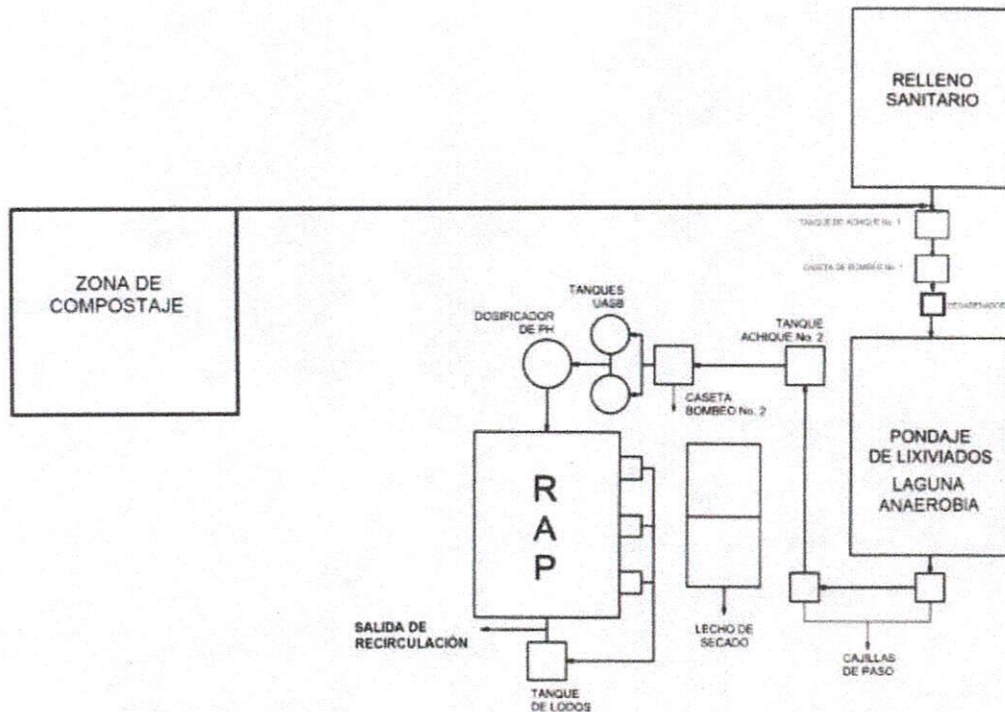 RELLENO
SANITARIO
TANQUE DE ACHIQUE No. 1
ZONA DE
COMPOSTAJE
CASETA DE BOMBEO No. 1
DESARENADOR
TANQUES
UASB
DOSIFICADOR
DE PH
TANQUE
ACHIQUE No. 2
CASETA
BOMBEO No. 2
PONDAJE
DE LIXIVIADOS
LAGUNA
ANAEROBIA
R
A
P
SALIDA DE
RECIRCULACIÓN
LECHO DE
SECADO
CAJILLAS
DE PASO
TANQUE
DE LODOS